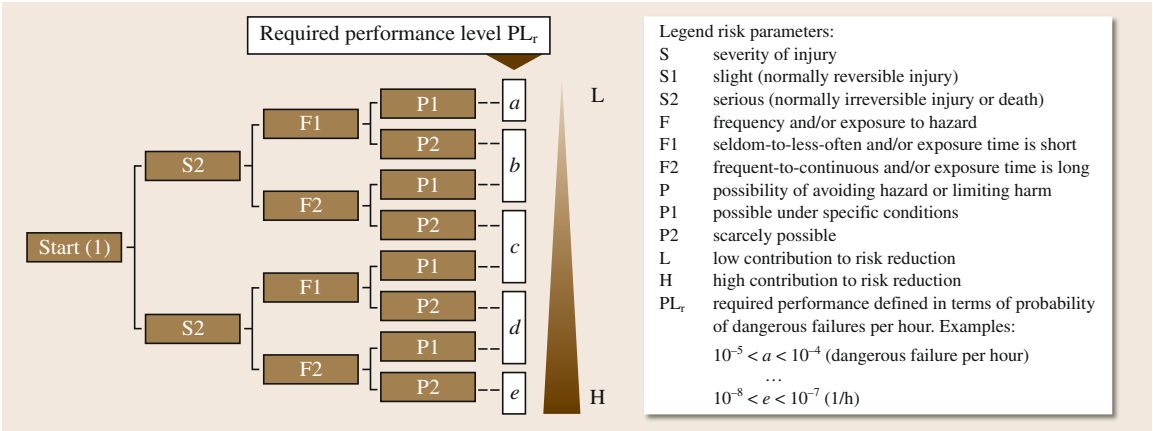 Required performance level PLr
P1
a
L
F1
P2
S2
b
P1
F2
P2
c
Start (1)
P1
F1
P2
S2
d
P1
F2
P2
e
H
Legend risk parameters:
S severity of injury
S1 slight (normally reversible injury)
S2 serious (normally irreversible injury or death)
F frequency and/or exposure to hazard
F1 seldom-to-less-often and/or exposure time is short
F2 frequent-to-continuous and/or exposure time is long
P possibility of avoiding hazard or limiting harm
P1 possible under specific conditions
P2 scarcely possible
L low contribution to risk reduction
H high contribution to risk reduction
PLr required performance defined in terms of probability
of dangerous failures per hour. Examples:
10⁻⁵ < a < 10⁻⁴ (dangerous failure per hour)
…
10⁻⁸ < e < 10⁻⁷ (1/h)